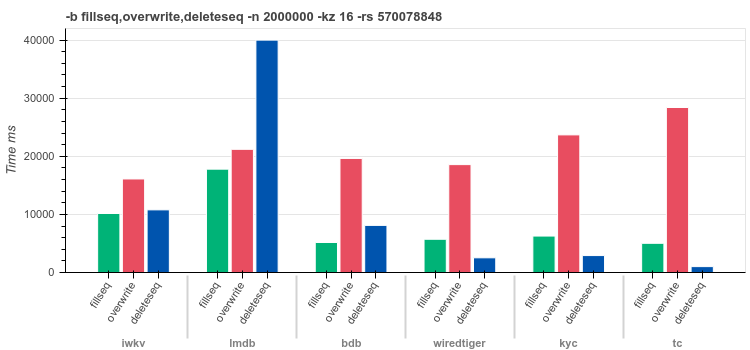 -b fillseq,overwrite,deleteseq -n 2000000 -kz 16 -rs 570078848
Time ms
40000
30000
20000
10000
0
fillseq overwrite deleteseq fillseq overwrite deleteseq fillseq overwrite deleteseq fillseq overwrite deleteseq fillseq overwrite deleteseq fillseq overwrite deleteseq
iwkv lmdb bdb wiredtiger kyc tc